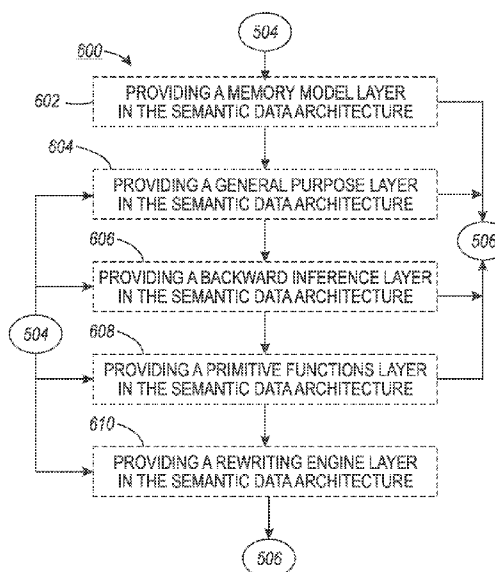 504
600
602
PROVIDING A MEMORY MODEL LAYER
IN THE SEMANTIC DATA ARCHITECTURE
604
PROVIDING A GENERAL PURPOSE LAYER
IN THE SEMANTIC DATA ARCHITECTURE
506
606
PROVIDING A BACKWARD INFERENCE LAYER
IN THE SEMANTIC DATA ARCHITECTURE
504
608
PROVIDING A PRIMITIVE FUNCTIONS LAYER
IN THE SEMANTIC DATA ARCHITECTURE
610
PROVIDING A REWRITING ENGINE LAYER
IN THE SEMANTIC DATA ARCHITECTURE
506